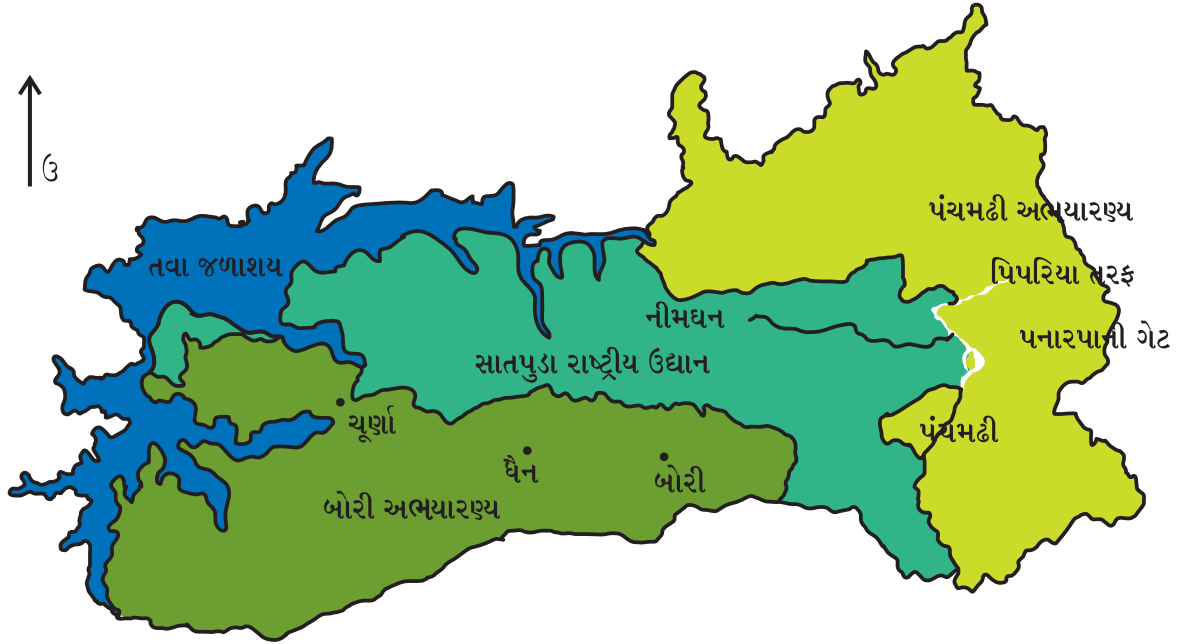 ઉ
પંચમઢી અભયારણ્ય
તવા જળાશય
પિપરિયા તરફ
નીમઘન
પનારપાની ગેટ
સાતપુડા રાષ્ટ્રીય ઉદ્યાન
ચૂર્ણા
પંચમઢી
ધૈન
બોરી
બોરી અભયારણ્ય